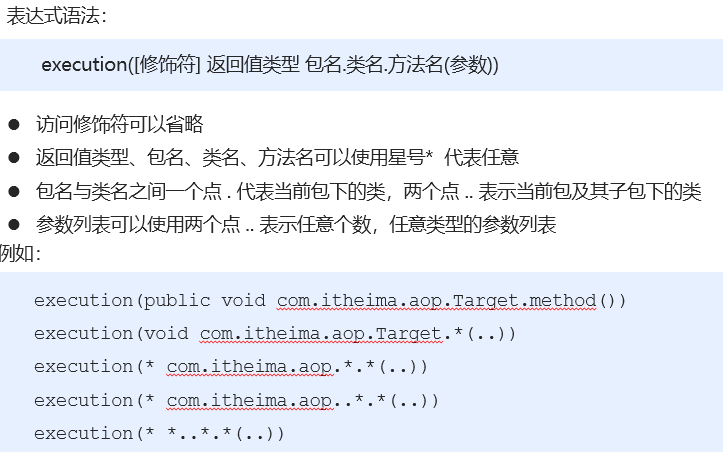 表达式语法：
execution([修饰符] 返回值类型 包名.类名.方法名(参数))
● 访问修饰符可以省略
● 返回值类型、包名、类名、方法名可以使用星号* 代表任意
● 包名与类名之间一个点 . 代表当前包下的类，两个点 .. 表示当前包及其子包下的类
● 参数列表可以使用两个点 .. 表示任意个数，任意类型的参数列表
例如：
execution(public void com.itheima.aop.Target.method())
execution(void com.itheima.aop.Target.*(..))
execution(* com.itheima.aop.*.*(..))
execution(* com.itheima.aop..*.*(..))
execution(* *..*.*(..))